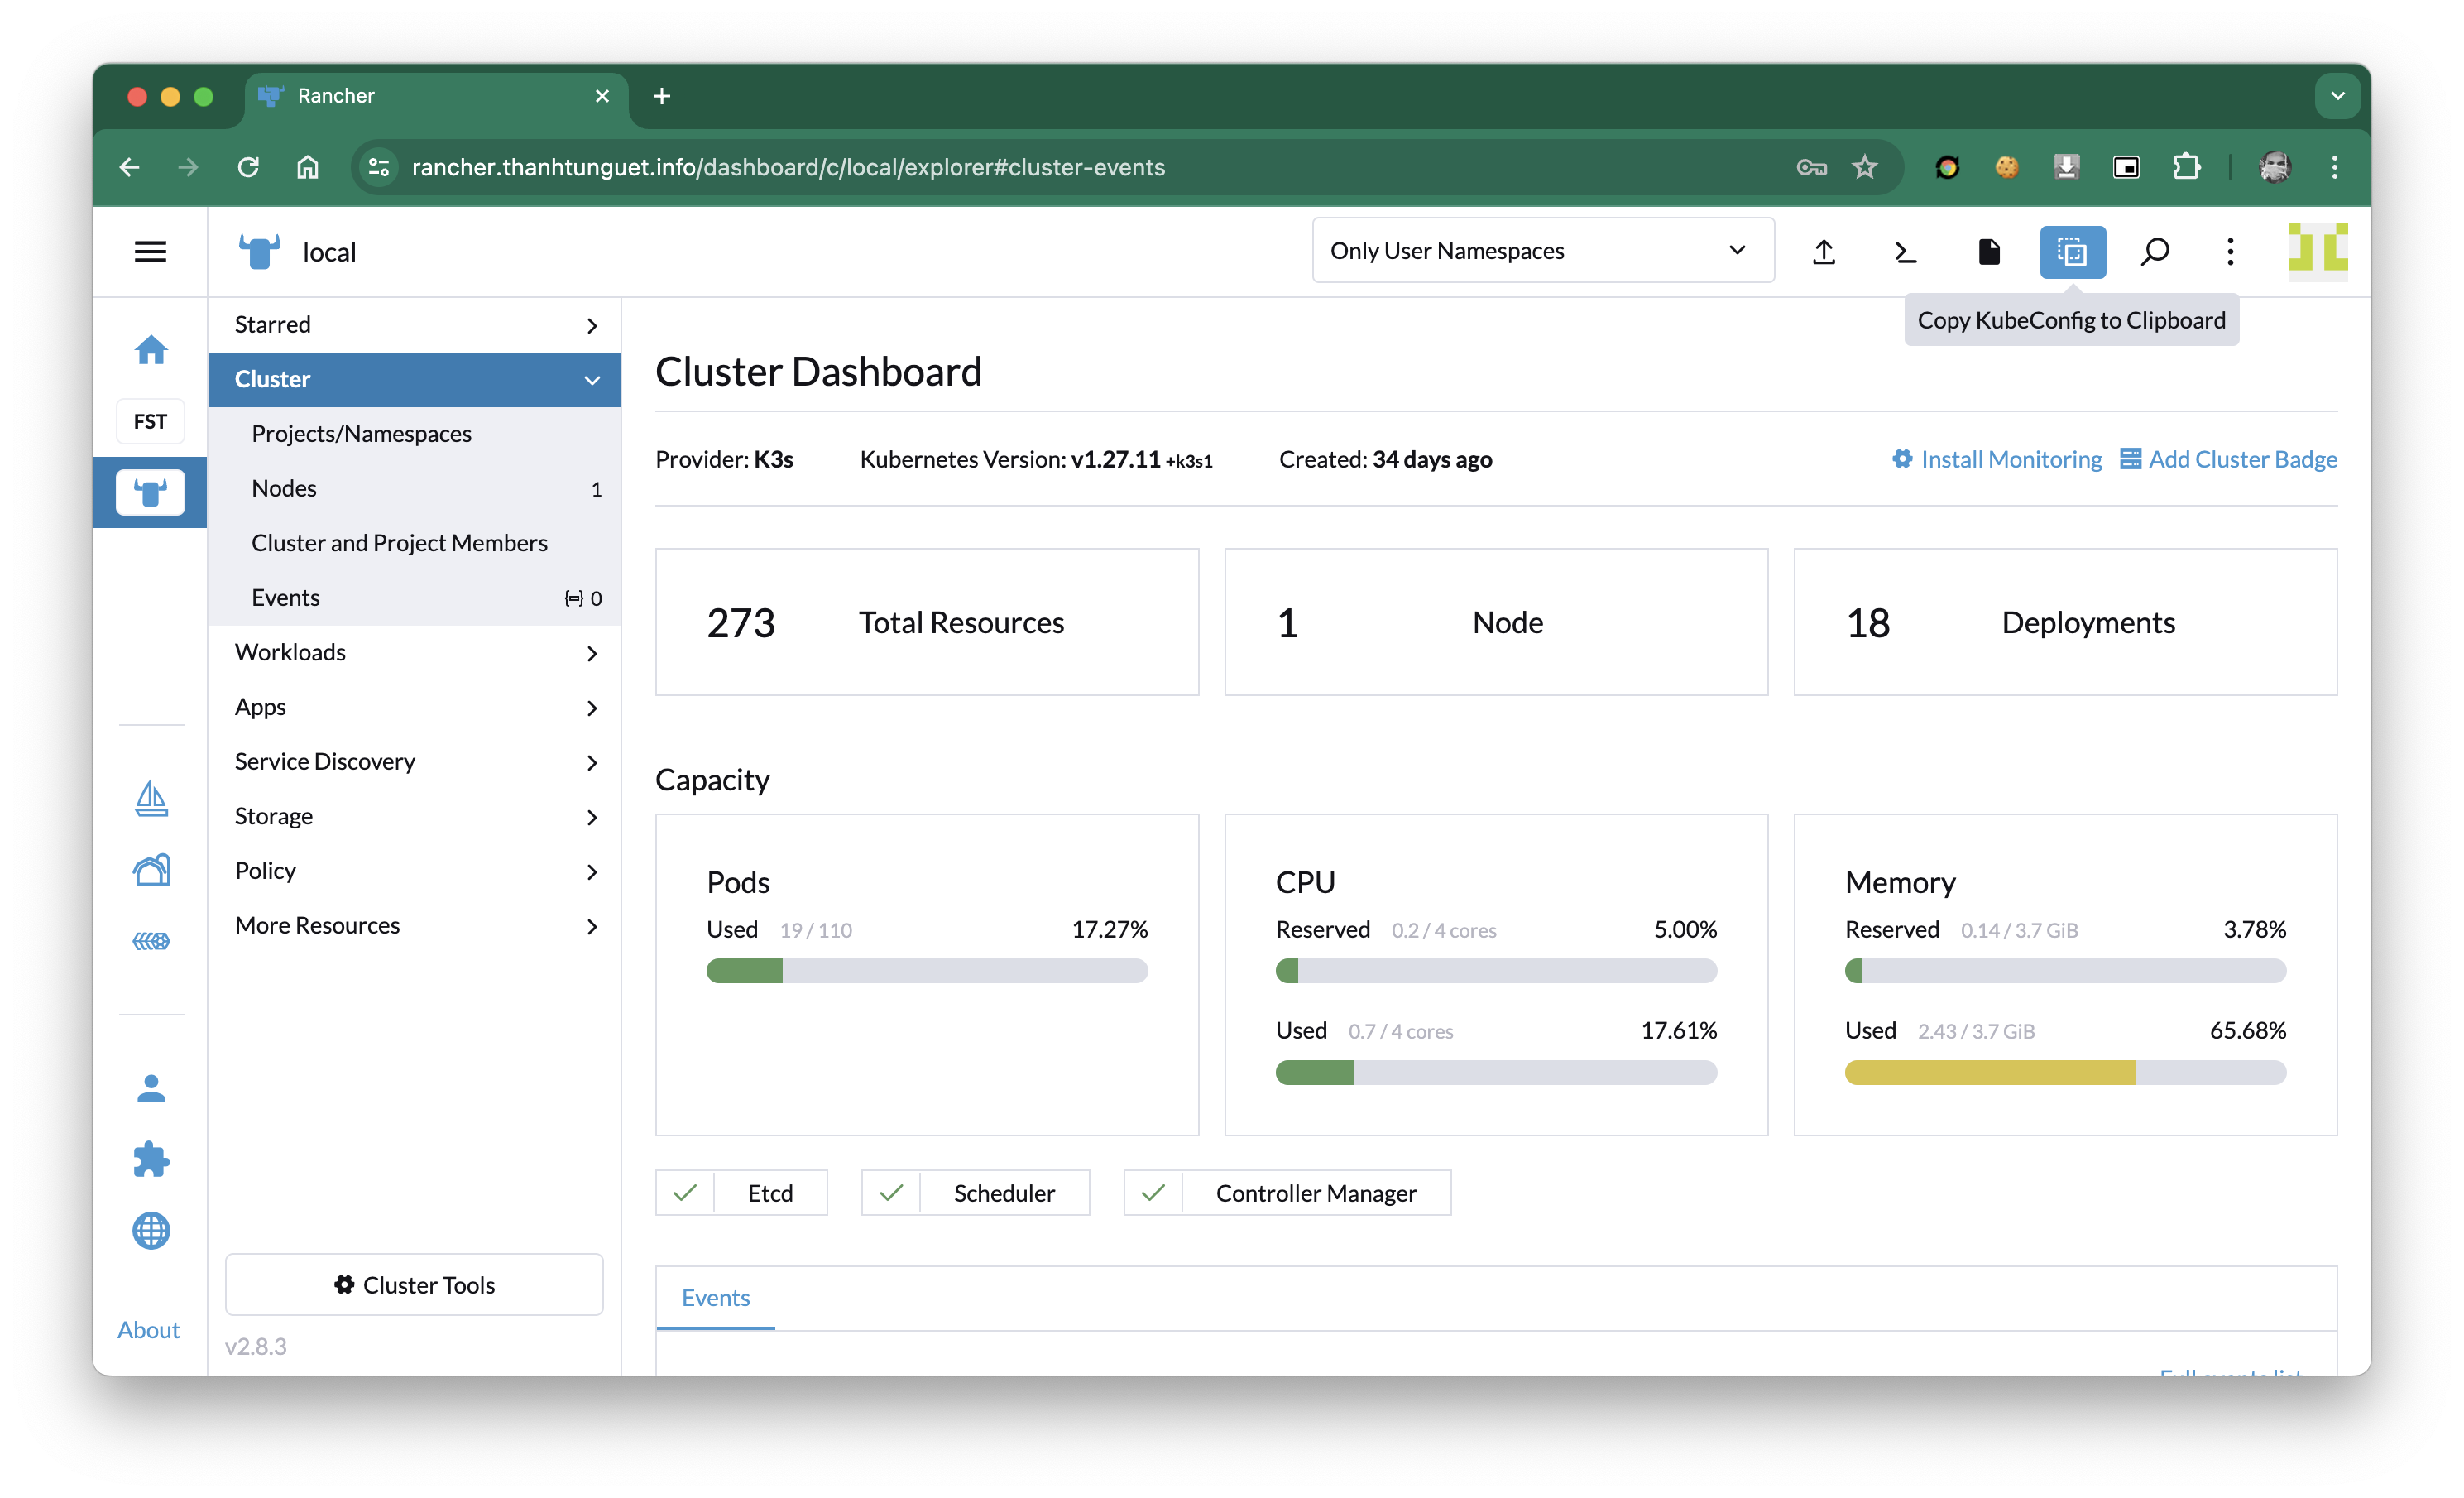 Rancher
rancher.thanhtunguet.info/dashboard/c/local/explorer#cluster-events
local
Only User Namespaces
Copy KubeConfig to Clipboard
FST
About
Starred
Cluster
Projects/Namespaces
Nodes 1
Cluster and Project Members
Events 0
Workloads
Apps
Service Discovery
Storage
Policy
More Resources
Cluster Tools
v2.8.3
Cluster Dashboard
Provider: K3s Kubernetes Version: v1.27.11 +k3s1 Created: 34 days ago Install Monitoring Add Cluster Badge
273 Total Resources
1 Node
18 Deployments
Capacity
Pods
Used 19 / 110 17.27%
CPU
Reserved 0.2 / 4 cores 5.00%
Used 0.7 / 4 cores 17.61%
Memory
Reserved 0.14 / 3.7 GiB 3.78%
Used 2.43 / 3.7 GiB 65.68%
Etcd
Scheduler
Controller Manager
Events
Full events list